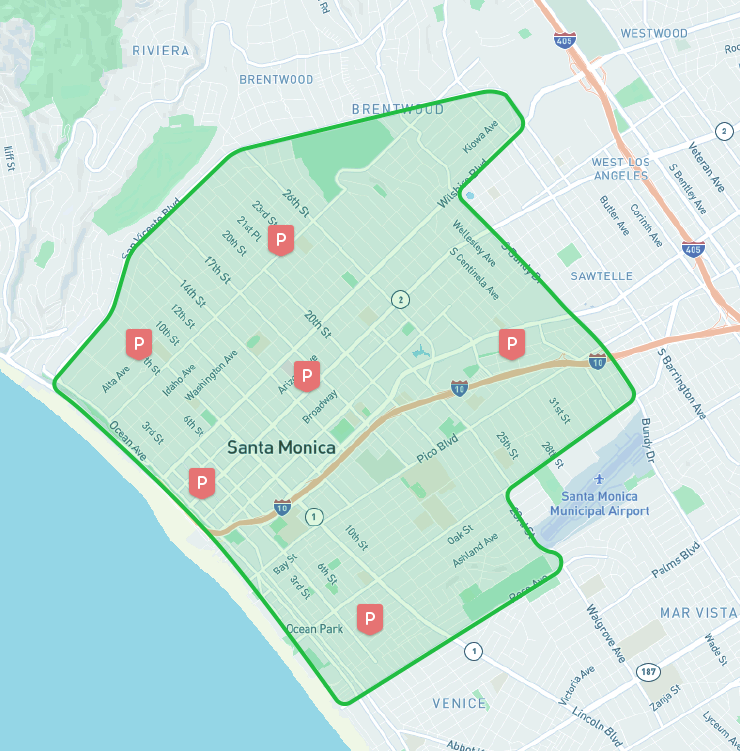 Rd
405
WESTWOOD
RIVIERA
BRENTWOOD
BRENTWOOD
2
Kiowa Ave
Iliff St
WEST LOS
ANGELES
Veteran Ave
S Bentley Ave
Wilshire Blvd
26th St
23rd St
21st Pl
20th St
San Vicente Blvd
Butler Ave
Corinth Ave
Wellesley Ave
S Centinela Ave
S Bundy Dr
405
SAWTELLE
P
17th St
14th St
12th St
10th St
2
20th St
P
P
10
10
S Barrington Ave
Alta Ave
Idaho Ave
Washington Ave
P
Broadway
3rd St
6th St
Ocean Ave
31st St
Santa Monica
Pico Blvd
25th St
28th St
Bundy Dr
P
10
1
Santa Monica
Municipal Airport
23rd St
10th St
Oak St
Ashland Ave
Bay St
6th St
3rd St
Palms Blvd
Rose Ave
Ocean Park
P
Walgrove Ave
MAR VISTA
1
187
Wade St
Victoria Ave
Zanja St
VENICE
Lincoln Blvd
Lyceum Ave